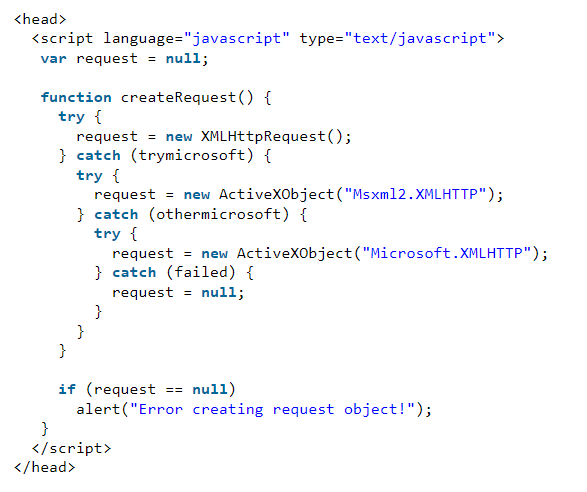 <head>
  <script language="javascript" type="text/javascript">
   var request = null;

   function createRequest() {
     try {
       request = new XMLHttpRequest();
     } catch (trymicrosoft) {
       try {
         request = new ActiveXObject("Msxml2.XMLHTTP");
       } catch (othermicrosoft) {
         try {
           request = new ActiveXObject("Microsoft.XMLHTTP");
         } catch (failed) {
           request = null;
         }
       }
     }

     if (request == null)
       alert("Error creating request object!");
   }
  </script>
</head>